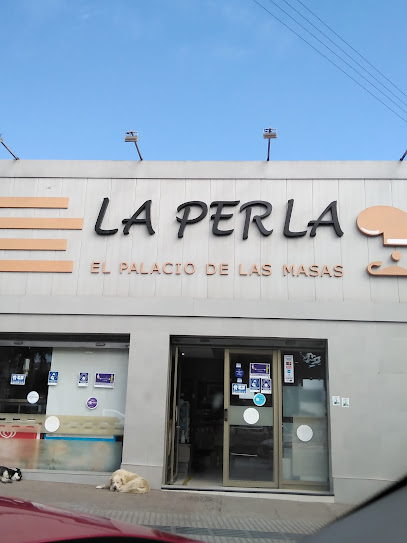 LA PERLA
EL PALACIO DE LAS MASAS